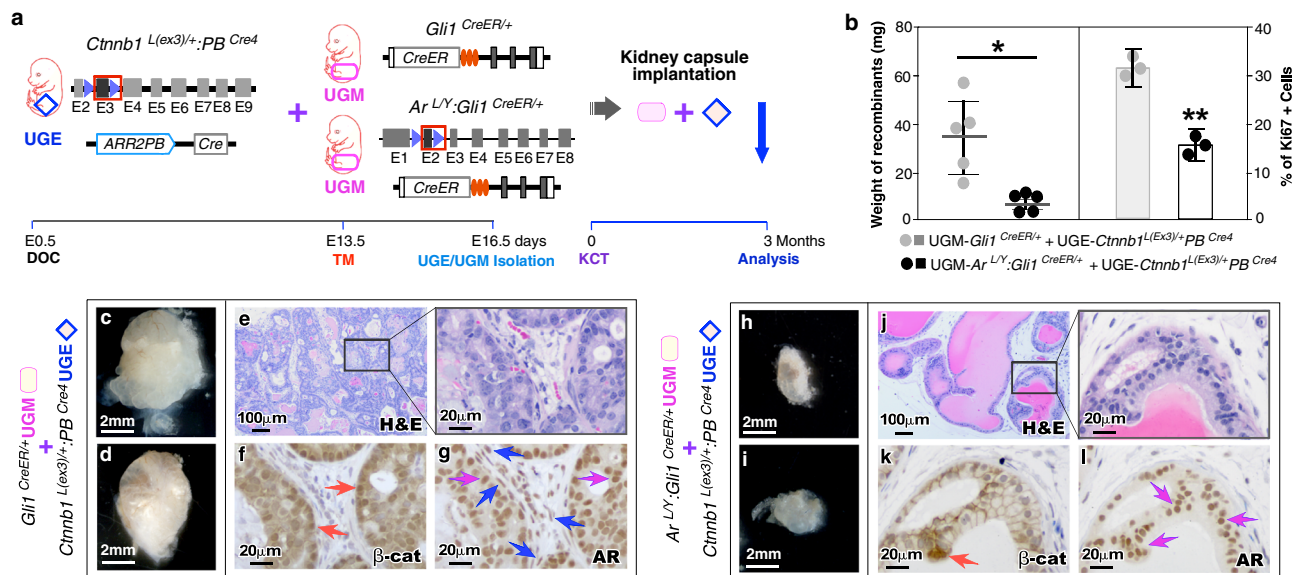 a
Ctnnb1 L(ex3)/+:PB Cre4
E2 E3 E4 E5 E6 E7 E8 E9
UGE
ARR2PB Cre
+
Gli1 CreER/+
CreER
UGM
Ar L/Y:Gli1 CreER/+
E1 E2 E3 E4 E5 E6 E7 E8
CreER
UGM
Kidney capsule
implantation
+
E0.5
DOC
E13.5
TM
E16.5 days
UGE/UGM Isolation
0
KCT
3 Months
Analysis
b
Weight of recombinants (mg)
80
60
40
20
0
*
**
40
30
20
10
0
% of Ki67 + Cells
UGM-Gli1 CreER/+ + UGE-Ctnnb1L(Ex3)/+PB Cre4
UGM-Ar L/Y:Gli1 CreER/+ + UGE-Ctnnb1L(Ex3)/+PB Cre4
Gli1 CreER/+UGM
+
Ctnnb1 L(ex3)/+:PB Cre4 UGE
c
2mm
d
2mm
e
100µm
H&E
20µm
f
20µm
β-cat
g
20µm
AR
Ar L/Y:Gli1 CreER/+UGM
+
Ctnnb1 L(ex3)/+:PB Cre4 UGE
h
2mm
i
2mm
j
100µm
H&E
20µm
k
20µm
β-cat
l
20µm
AR